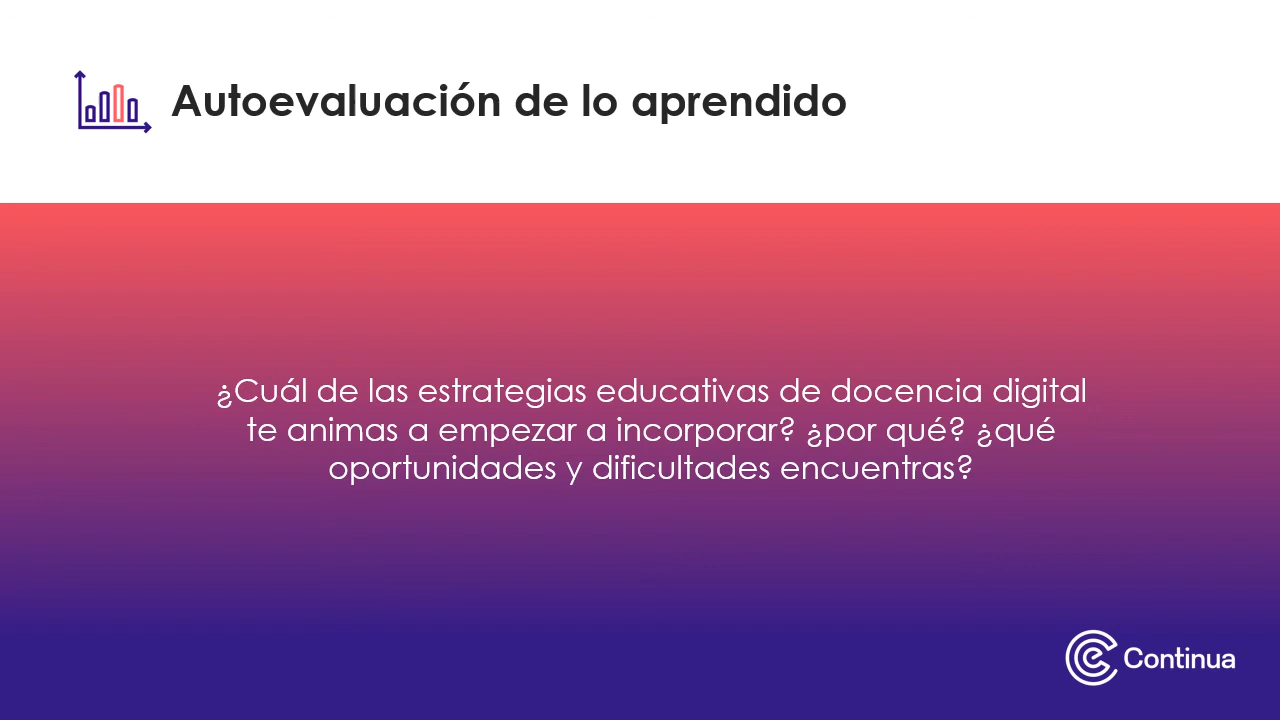 Autoevaluación de lo aprendido
¿Cuál de las estrategias educativas de docencia digital
te animas a empezar a incorporar? ¿por qué? ¿qué
oportunidades y dificultades encuentras?
Continua